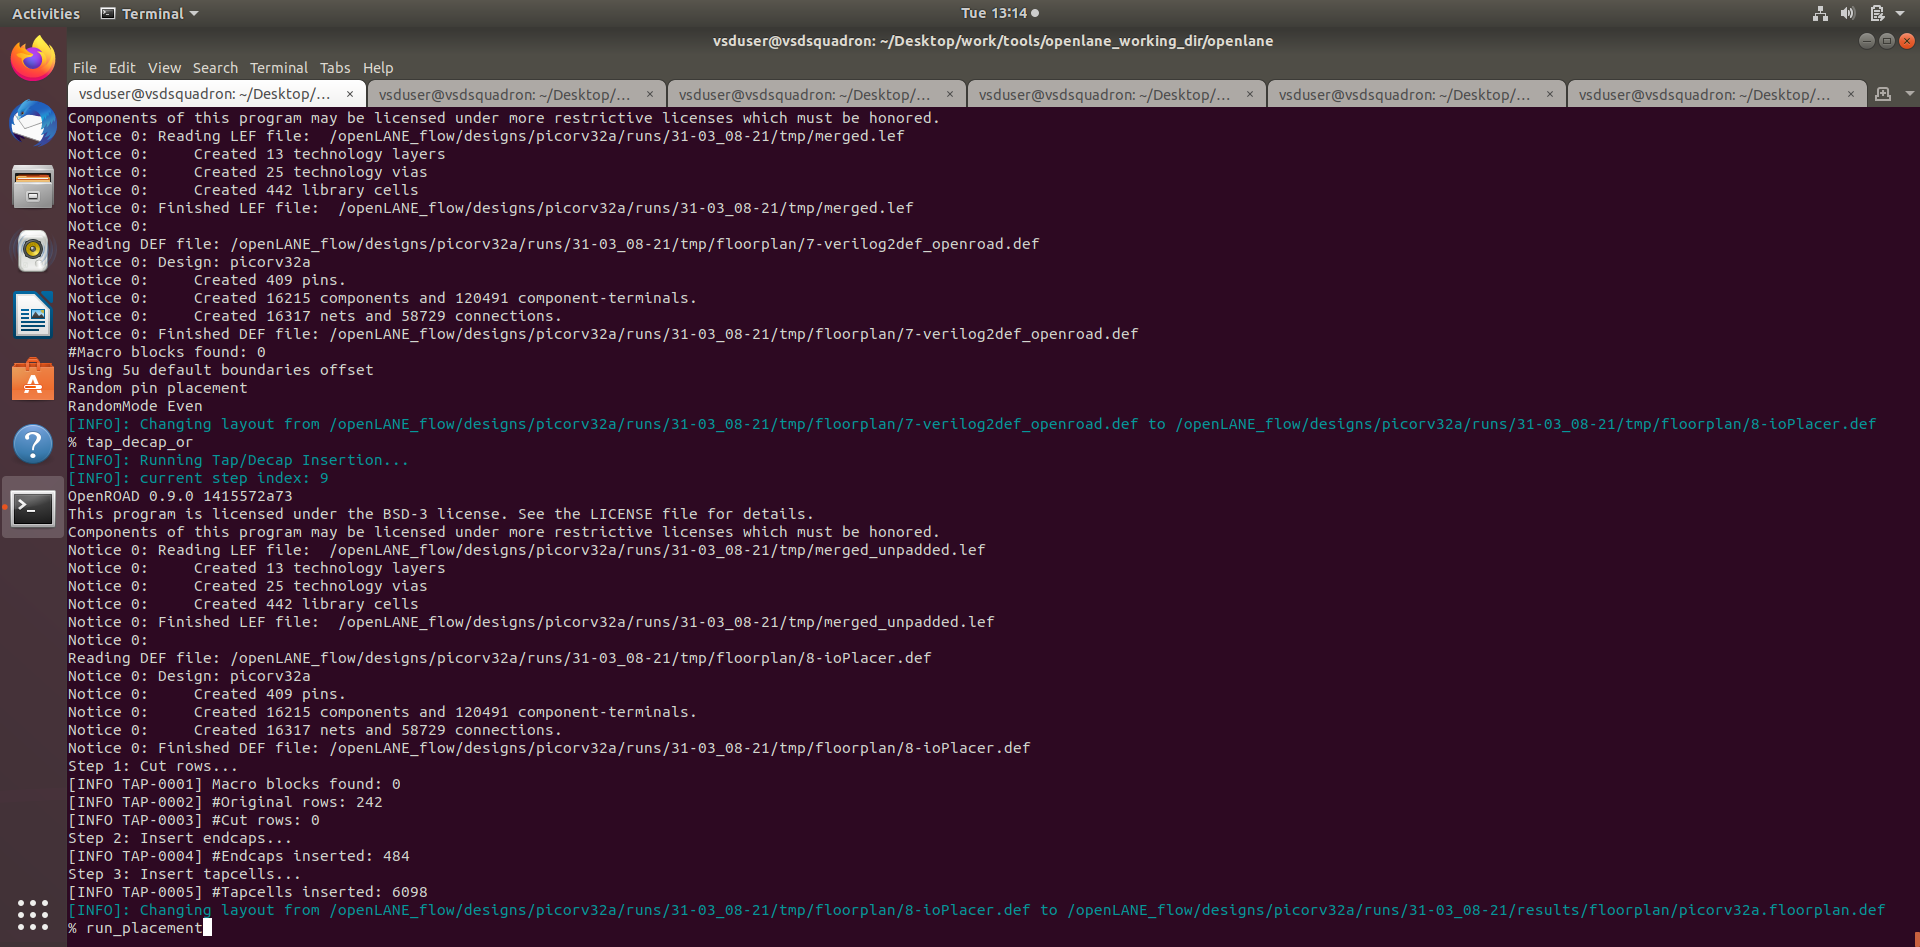 Activities Terminal Tue 13:14
vsduser@vsdsquadron: ~/Desktop/work/tools/openlane_working_dir/openlane
File Edit View Search Terminal Tabs Help
vsduser@vsdsquadron: ~/Desktop/... × vsduser@vsdsquadron: ~/Desktop/... × vsduser@vsdsquadron: ~/Desktop/... × vsduser@vsdsquadron: ~/Desktop/... × vsduser@vsdsquadron: ~/Desktop/... × vsduser@vsdsquadron: ~/Desktop/... ×
Components of this program may be licensed under more restrictive licenses which must be honored.
Notice 0: Reading LEF file:  /openLANE_flow/designs/picorv32a/runs/31-03_08-21/tmp/merged.lef
Notice 0:     Created 13 technology layers
Notice 0:     Created 25 technology vias
Notice 0:     Created 442 library cells
Notice 0: Finished LEF file:  /openLANE_flow/designs/picorv32a/runs/31-03_08-21/tmp/merged.lef
Notice 0:
Reading DEF file: /openLANE_flow/designs/picorv32a/runs/31-03_08-21/tmp/floorplan/7-verilog2def_openroad.def
Notice 0: Design: picorv32a
Notice 0:     Created 409 pins.
Notice 0:     Created 16215 components and 120491 component-terminals.
Notice 0:     Created 16317 nets and 58729 connections.
Notice 0: Finished DEF file: /openLANE_flow/designs/picorv32a/runs/31-03_08-21/tmp/floorplan/7-verilog2def_openroad.def
#Macro blocks found: 0
Using 5u default boundaries offset
Random pin placement
RandomMode Even
[INFO]: Changing layout from /openLANE_flow/designs/picorv32a/runs/31-03_08-21/tmp/floorplan/7-verilog2def_openroad.def to /openLANE_flow/designs/picorv32a/runs/31-03_08-21/tmp/floorplan/8-ioPlacer.def
% tap_decap_or
[INFO]: Running Tap/Decap Insertion...
[INFO]: current step index: 9
OpenROAD 0.9.0 1415572a73
This program is licensed under the BSD-3 license. See the LICENSE file for details.
Components of this program may be licensed under more restrictive licenses which must be honored.
Notice 0: Reading LEF file:  /openLANE_flow/designs/picorv32a/runs/31-03_08-21/tmp/merged_unpadded.lef
Notice 0:     Created 13 technology layers
Notice 0:     Created 25 technology vias
Notice 0:     Created 442 library cells
Notice 0: Finished LEF file:  /openLANE_flow/designs/picorv32a/runs/31-03_08-21/tmp/merged_unpadded.lef
Notice 0:
Reading DEF file: /openLANE_flow/designs/picorv32a/runs/31-03_08-21/tmp/floorplan/8-ioPlacer.def
Notice 0: Design: picorv32a
Notice 0:     Created 409 pins.
Notice 0:     Created 16215 components and 120491 component-terminals.
Notice 0:     Created 16317 nets and 58729 connections.
Notice 0: Finished DEF file: /openLANE_flow/designs/picorv32a/runs/31-03_08-21/tmp/floorplan/8-ioPlacer.def
Step 1: Cut rows...
[INFO TAP-0001] Macro blocks found: 0
[INFO TAP-0002] #Original rows: 242
[INFO TAP-0003] #Cut rows: 0
Step 2: Insert endcaps...
[INFO TAP-0004] #Endcaps inserted: 484
Step 3: Insert tapcells...
[INFO TAP-0005] #Tapcells inserted: 6098
[INFO]: Changing layout from /openLANE_flow/designs/picorv32a/runs/31-03_08-21/tmp/floorplan/8-ioPlacer.def to /openLANE_flow/designs/picorv32a/runs/31-03_08-21/results/floorplan/picorv32a.floorplan.def
% run_placement